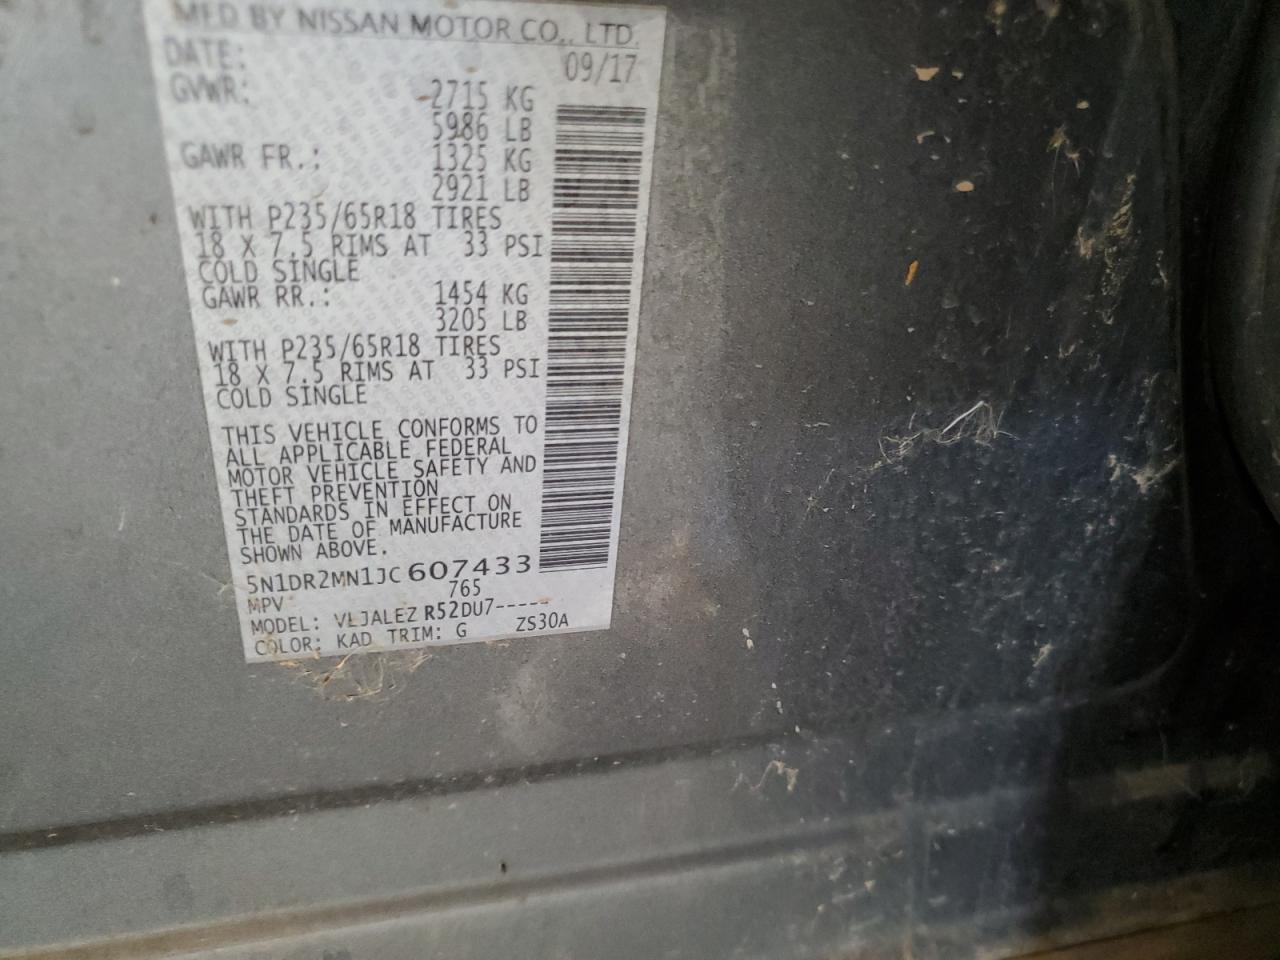 MFD BY NISSAN MOTOR CO., LTD.
DATE: 09/17
GVWR: 2715 KG
5986 LB
GAWR FR.: 1325 KG
2921 LB
WITH P235/65R18 TIRES
18 X 7.5 RIMS AT 33 PSI
COLD SINGLE
GAWR RR.: 1454 KG
3205 LB
WITH P235/65R18 TIRES
18 X 7.5 RIMS AT 33 PSI
COLD SINGLE
THIS VEHICLE CONFORMS TO
ALL APPLICABLE FEDERAL
MOTOR VEHICLE SAFETY AND
THEFT PREVENTION
STANDARDS IN EFFECT ON
THE DATE OF MANUFACTURE
SHOWN ABOVE.
5N1DR2MN1JC607433
MPV 765
MODEL: VLJALEZ R52DU7-----
COLOR: KAD TRIM: G ZS30A